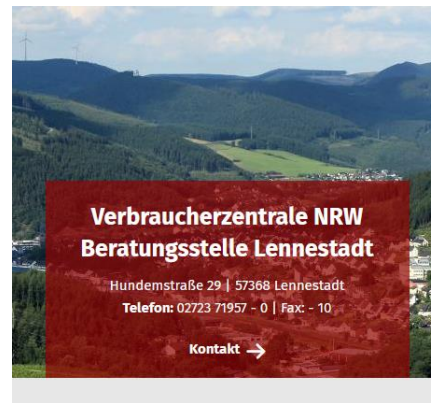 Verbraucherzentrale NRW
Beratungsstelle Lennestadt
Hundemstraße 29 | 57368 Lennestadt
Telefon: 02723 71957 - 0 | Fax: - 10
Kontakt →